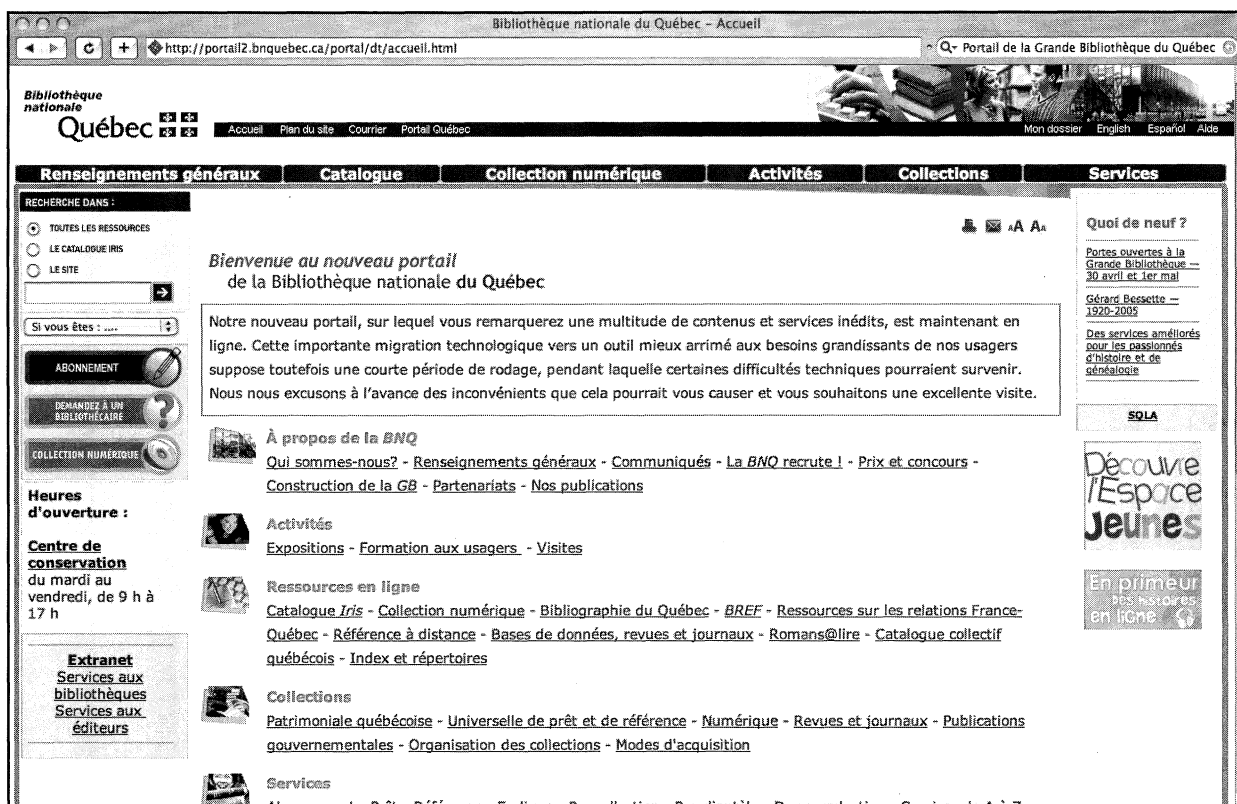 Bibliothèque nationale du Québec – Accueil
http://portail2.bnquebec.ca/portal/dt/accueil.html
Portail de la Grande Bibliothèque du Québec
Bibliothèque
nationale
Québec
Accueil Plan du site Courrier Portail Québec
Mon dossier English Español Aide
Renseignements généraux Catalogue Collection numérique Activités Collections Services
RECHERCHE DANS :
TOUTES LES RESSOURCES
LE CATALOGUE IRIS
LE SITE
Si vous êtes : ....
ABONNEMENT
DEMANDEZ À UN
BIBLIOTHÉCAIRE
COLLECTION NUMÉRIQUE
Heures
d'ouverture :
Centre de
conservation
du mardi au
vendredi, de 9 h à
17 h
Extranet
Services aux
bibliothèques
Services aux
éditeurs
AA AA
Bienvenue au nouveau portail
de la Bibliothèque nationale du Québec
Notre nouveau portail, sur lequel vous remarquerez une multitude de contenus et services inédits, est maintenant en
ligne. Cette importante migration technologique vers un outil mieux arrimé aux besoins grandissants de nos usagers
suppose toutefois une courte période de rodage, pendant laquelle certaines difficultés techniques pourraient survenir.
Nous nous excusons à l'avance des inconvénients que cela pourrait vous causer et vous souhaitons une excellente visite.
À propos de la BNQ
Qui sommes-nous? - Renseignements généraux - Communiqués - La BNQ recrute ! - Prix et concours -
Construction de la GB - Partenariats - Nos publications
Activités
Expositions - Formation aux usagers - Visites
Ressources en ligne
Catalogue Iris - Collection numérique - Bibliographie du Québec - BREF - Ressources sur les relations France-
Québec - Référence à distance - Bases de données, revues et journaux - Romans@lire - Catalogue collectif
québécois - Index et répertoires
Collections
Patrimoniale québécoise - Universelle de prêt et de référence - Numérique - Revues et journaux - Publications
gouvernementales - Organisation des collections - Modes d'acquisition
Services
Quoi de neuf ?
Portes ouvertes à la
Grande Bibliothèque —
30 avril et 1er mai
Gérard Bessette —
1920-2005
Des services améliorés
pour les passionnés
d'histoire et de
généalogie
SQLA
Découvre
l'Espace
Jeunes
En primeur
Des histoires
en ligne